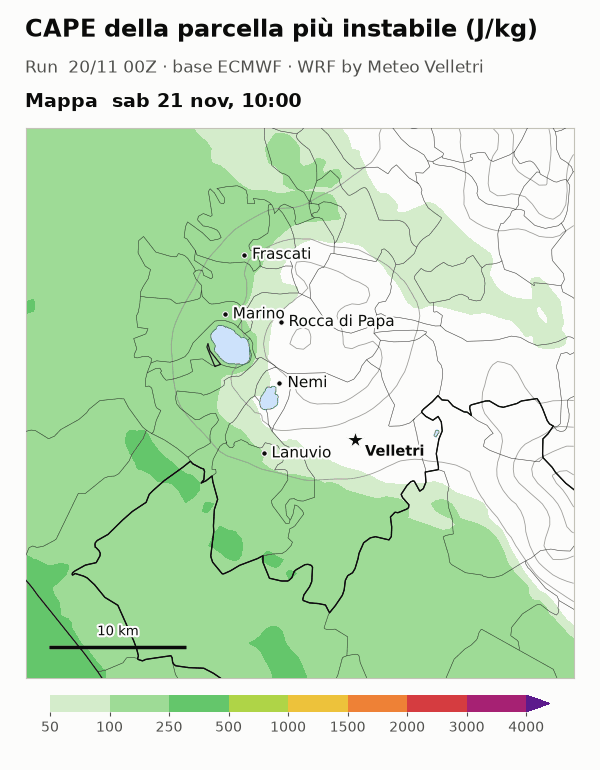 CAPE della parcella più instabile (J/kg)
Run  20/11 00Z · base ECMWF · WRF by Meteo Velletri
Mappa  sab 21 nov, 10:00
Frascati
Marino
Rocca di Papa
Nemi
Velletri
Lanuvio
10 km
50 100 250 500 1000 1500 2000 3000 4000